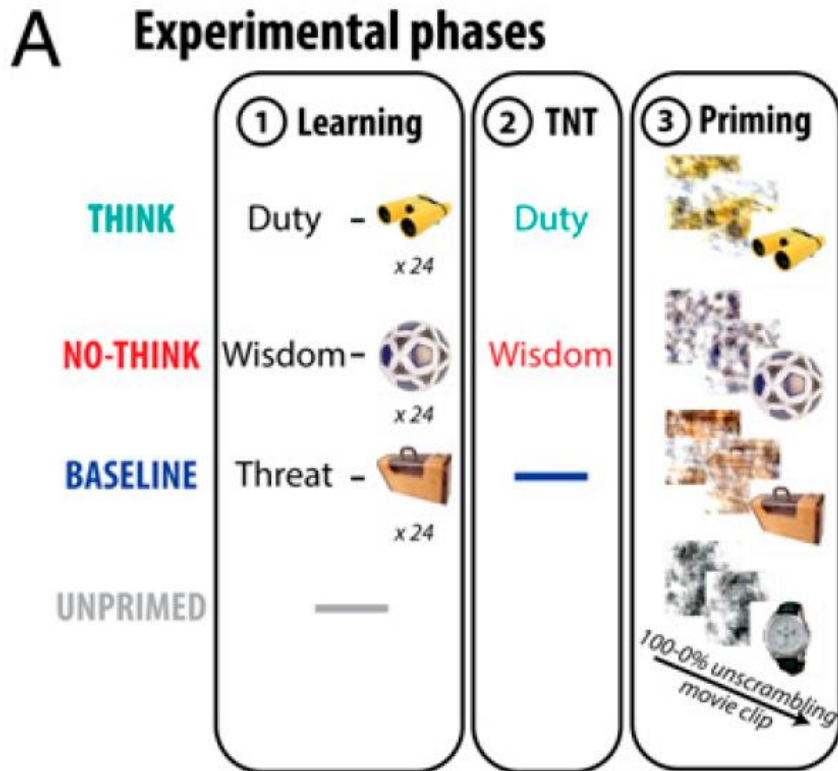 A Experimental phases
1 Learning
2 TNT
3 Priming
THINK
Duty -
x 24
Duty
NO-THINK
Wisdom -
x 24
Wisdom
BASELINE
Threat -
x 24
UNPRIMED
100-0% unscrambling
movie clip